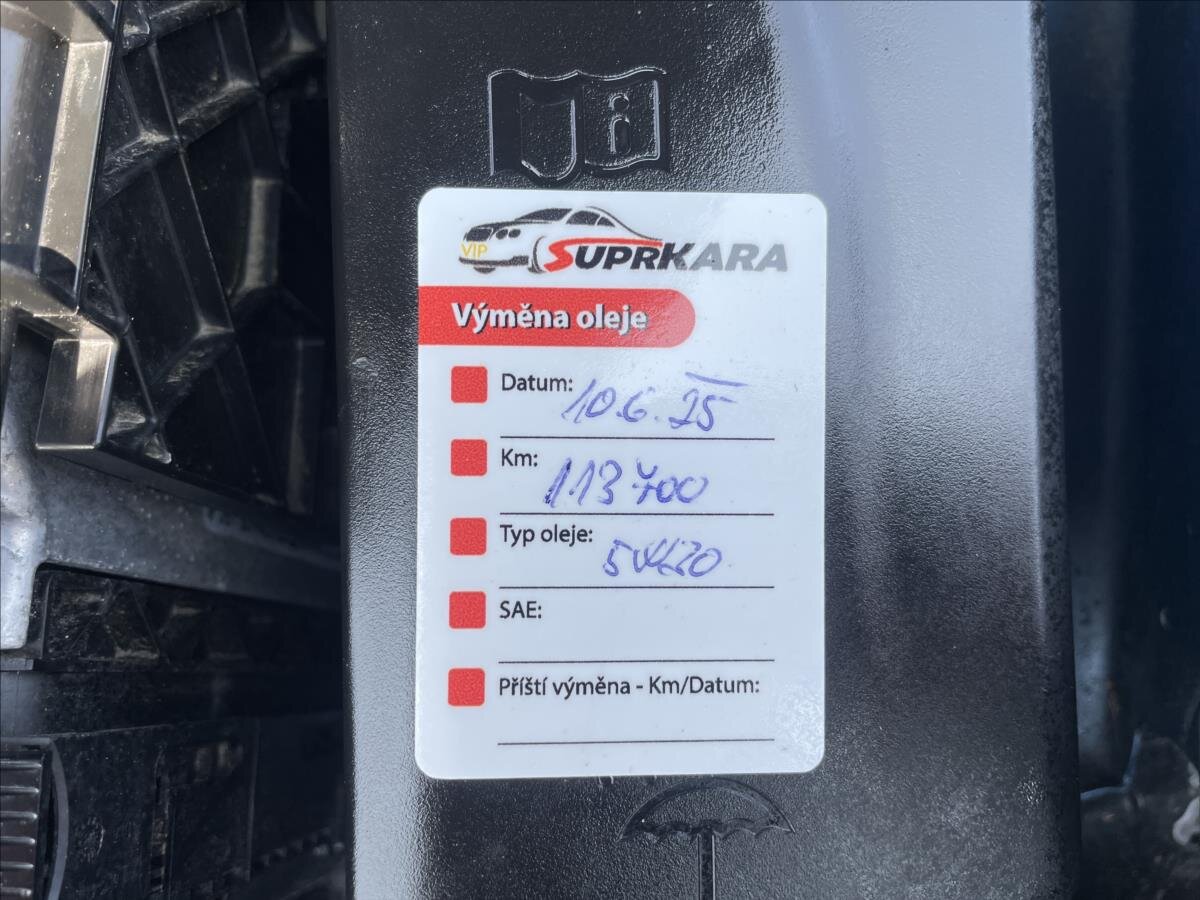 VIP
SUPRKARA
Výměna oleje
Datum: 10.6.25
Km: 113 700
Typ oleje: 5W30
SAE:
Příští výměna - Km/Datum: